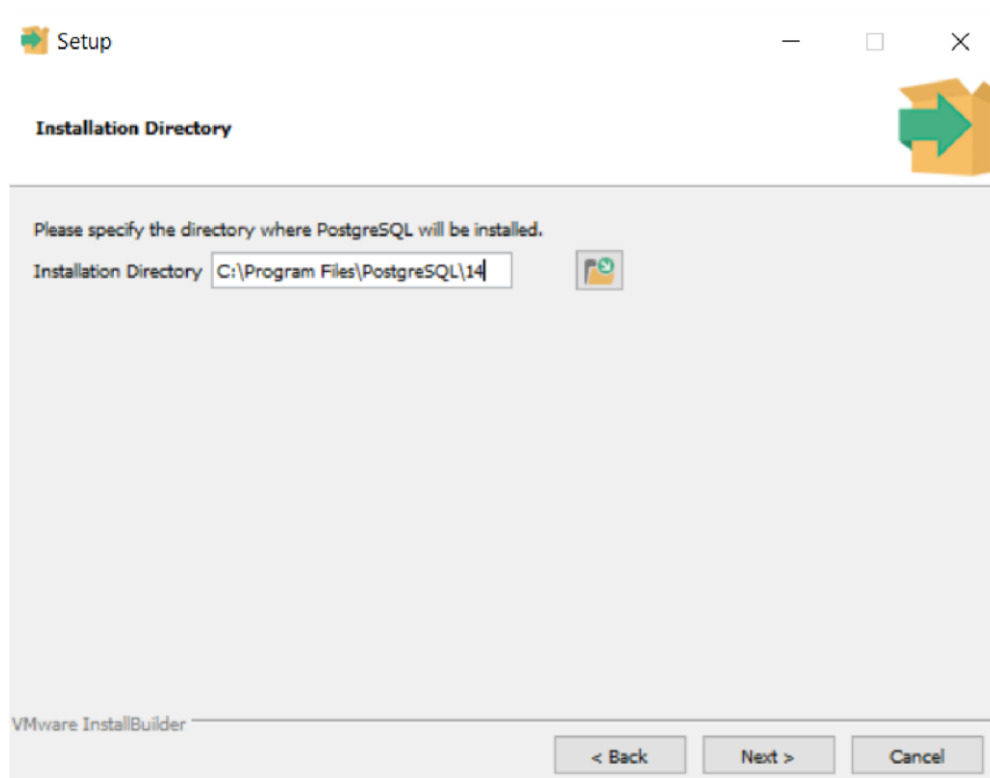 Setup
Installation Directory
Please specify the directory where PostgreSQL will be installed.
Installation Directory C:\Program Files\PostgreSQL\14
VMware InstallBuilder
< Back Next > Cancel